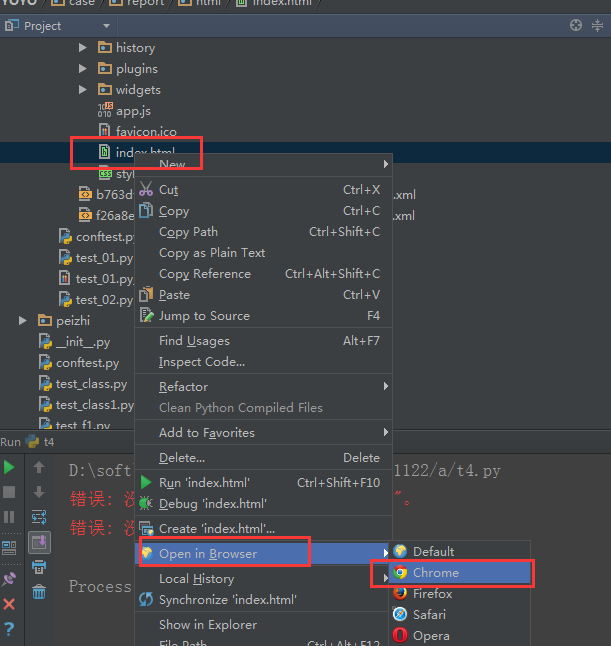 YOYO case report html index.html
Project
history
plugins
widgets
app.js
favicon.ico
index.html
New
Cut Ctrl+X
Copy Ctrl+C
b763d .xml
f26a8e .xml
Copy Path Ctrl+Shift+C
conftest.py
Copy as Plain Text
test_01.py
Copy Reference Ctrl+Alt+Shift+C
test_01.py
Paste Ctrl+V
test_02.py
Jump to Source F4
peizhi
__init__.py
Find Usages Alt+F7
conftest.py
Inspect Code...
test_class.py
Refactor
test_class1.py
Clean Python Compiled Files
test_f1.py
Add to Favorites
Run t4
Delete... Delete
D:\soft 1122/a/t4.py
Run 'index.html' Ctrl+Shift+F10
错误: 
Debug 'index.html' "。
错误: 
Create 'index.html'...
Open in Browser
Default
Chrome
Process
Local History
Firefox
Synchronize 'index.html'
Safari
Show in Explorer
Opera
File Path Ctrl+Alt+F12